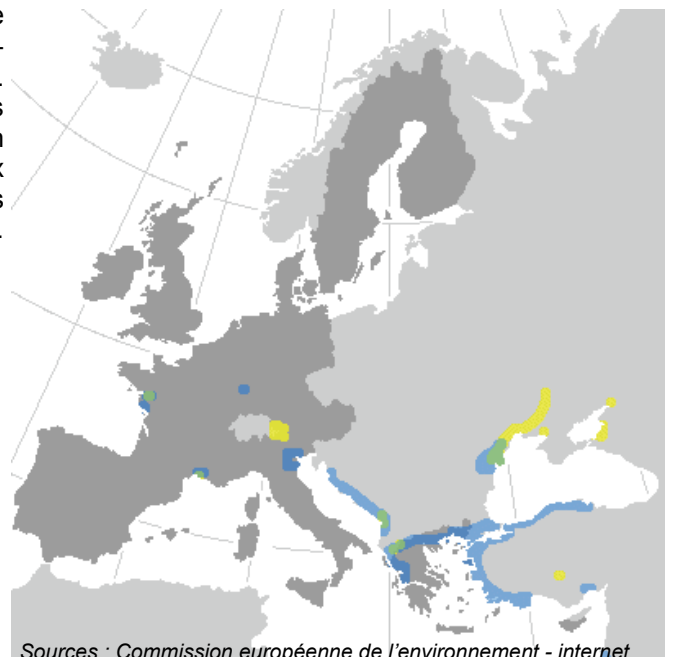 e
-
.
s
n
x
s
.
Sources : Commission européenne de l'environnement - internet